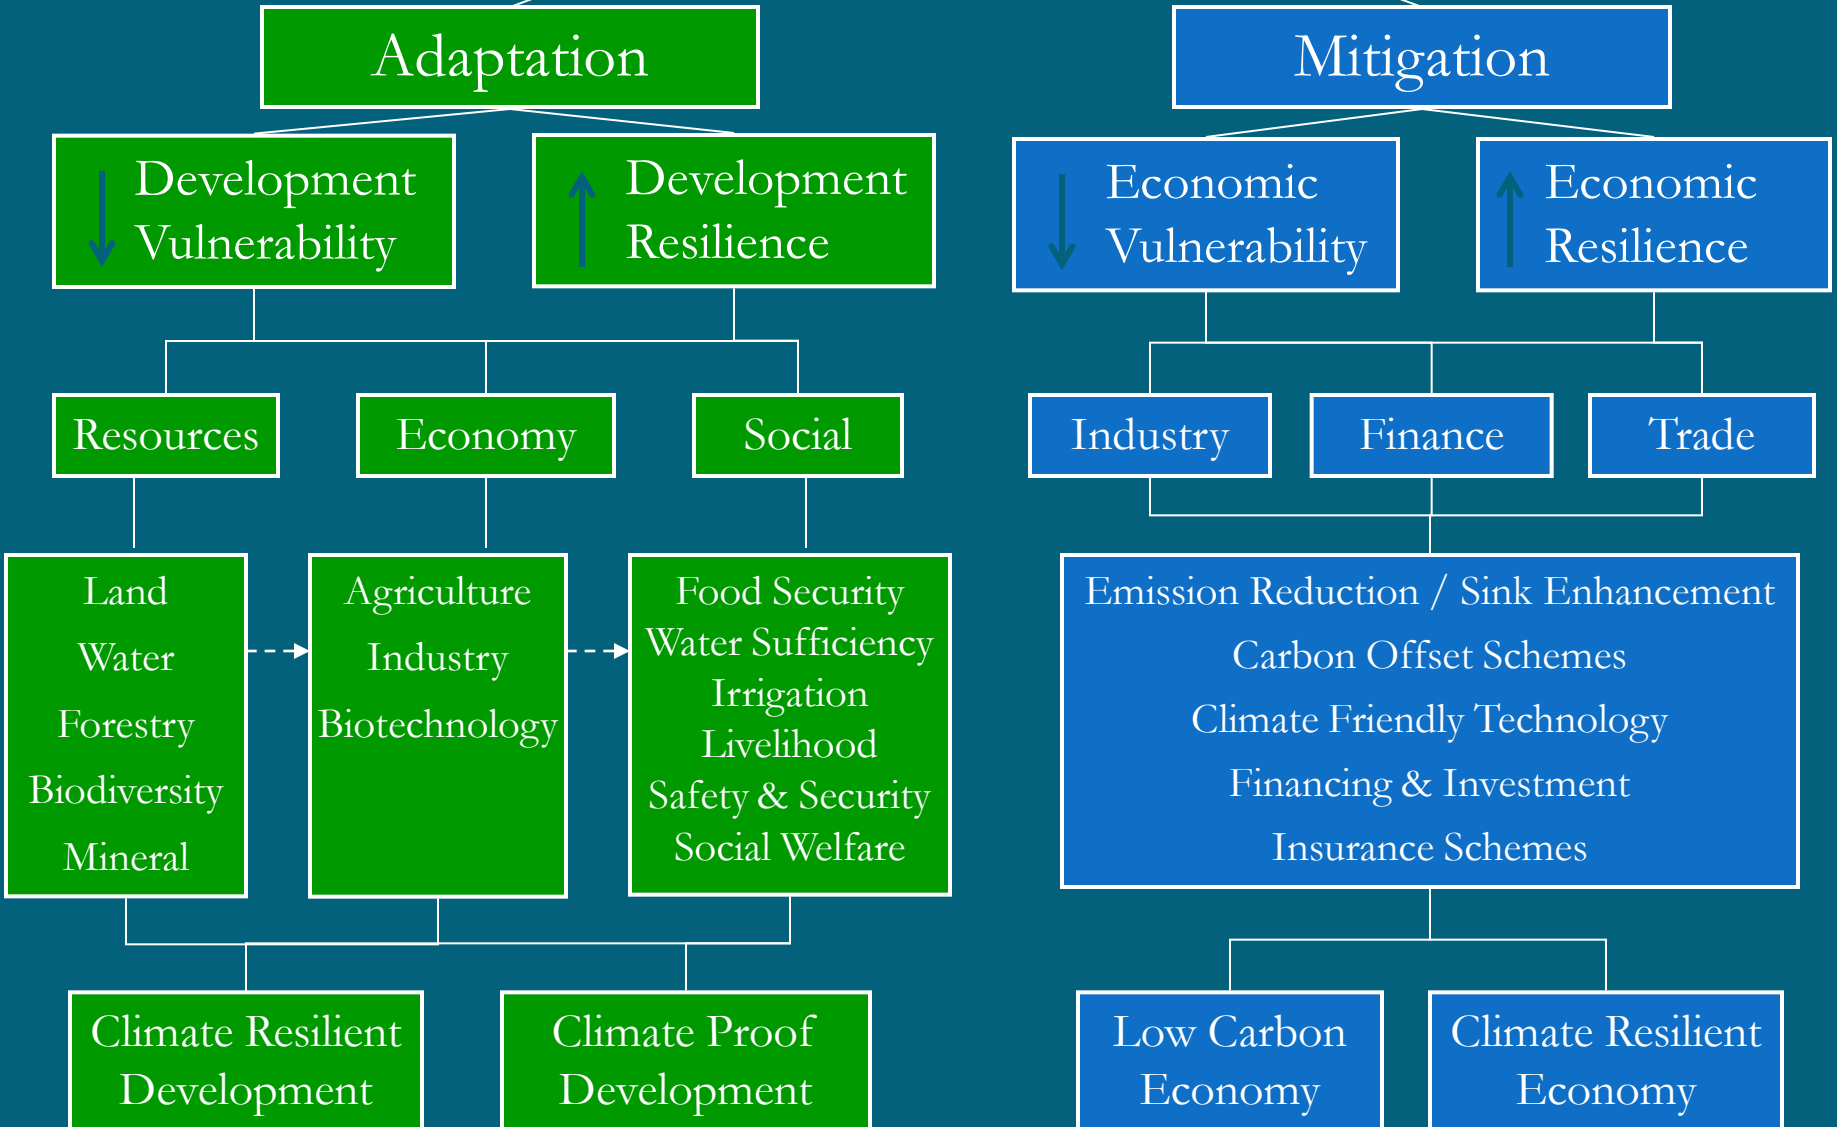 Adaptation
Mitigation
Development
Vulnerability
Development
Resilience
Economic
Vulnerability
Economic
Resilience
Resources
Economy
Social
Industry
Finance
Trade
Land
Water
Forestry
Biodiversity
Mineral
Agriculture
Industry
Biotechnology
Food Security
Water Sufficiency
Irrigation
Livelihood
Safety & Security
Social Welfare
Emission Reduction / Sink Enhancement
Carbon Offset Schemes
Climate Friendly Technology
Financing & Investment
Insurance Schemes
Climate Resilient
Development
Climate Proof
Development
Low Carbon
Economy
Climate Resilient
Economy